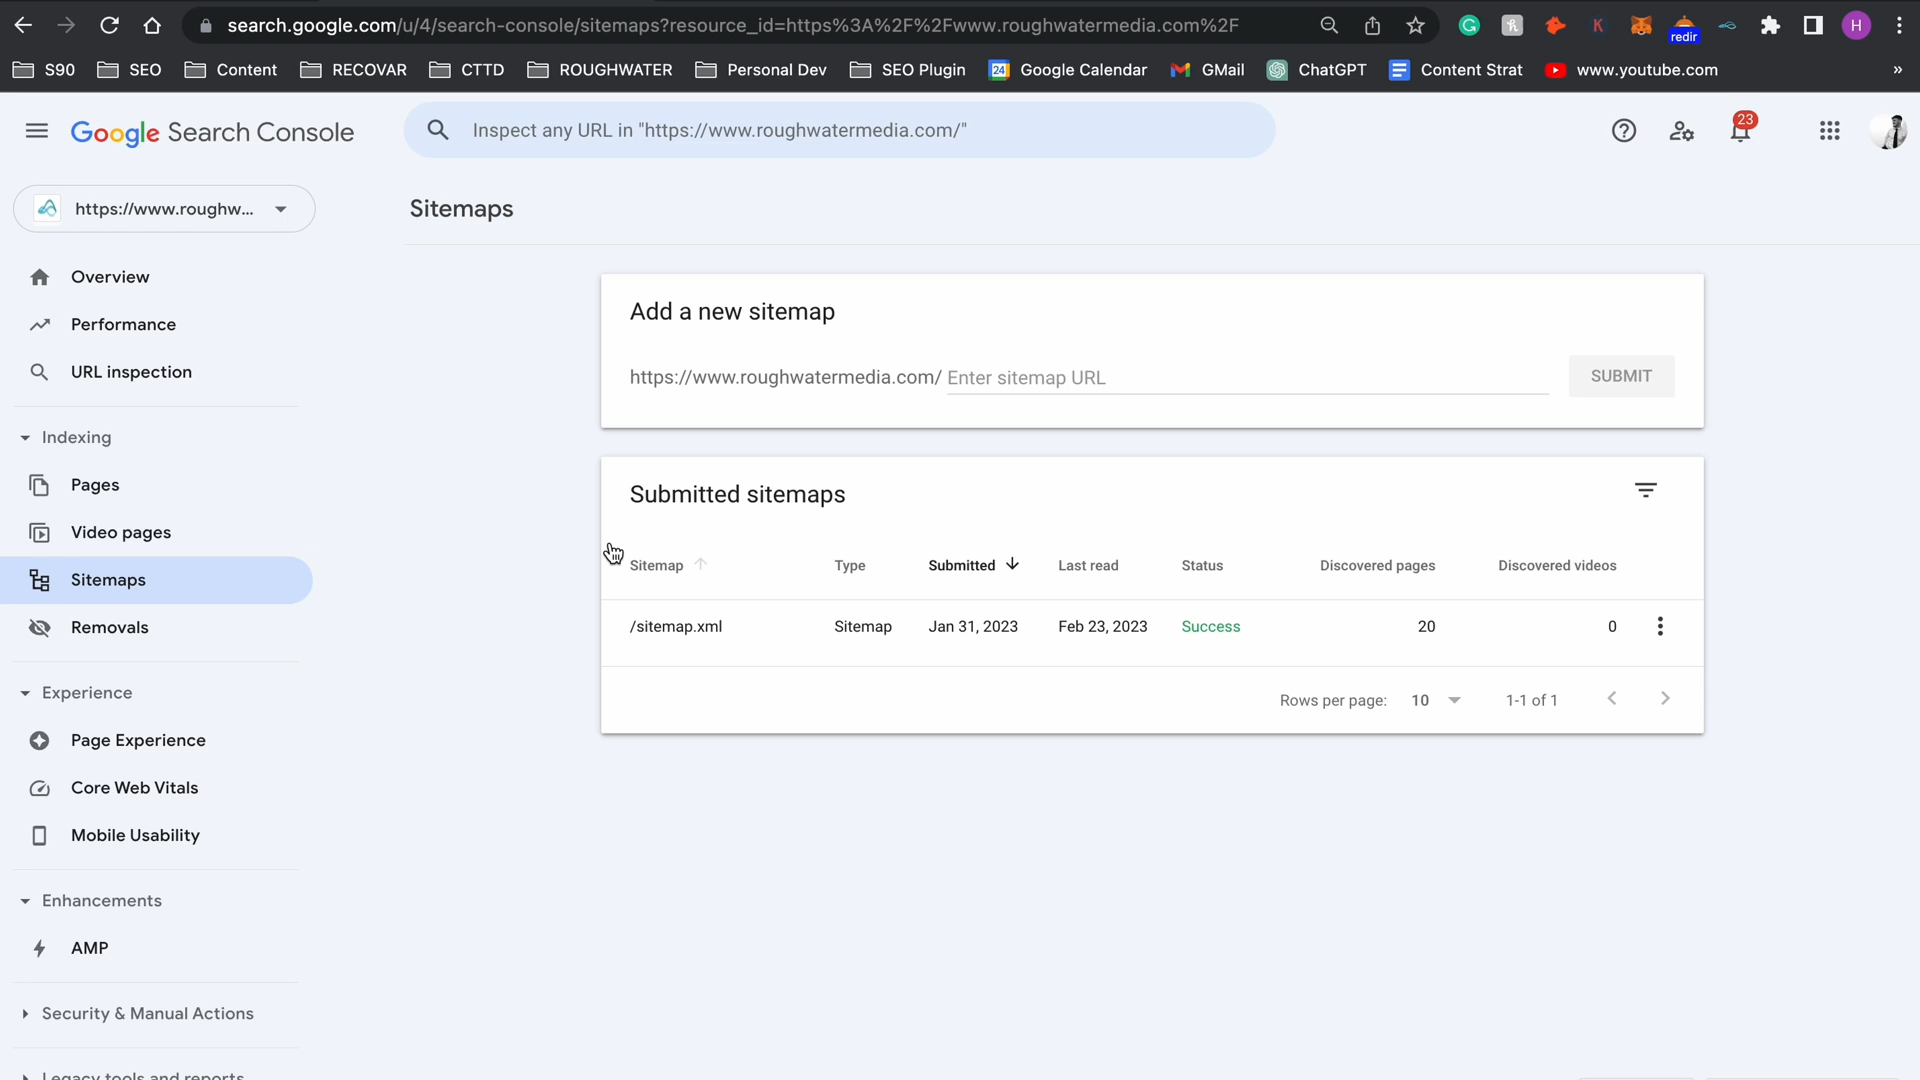 search.google.com/u/4/search-console/sitemaps?resource_id=https%3A%2F%2Fwww.roughwatermedia.com%2F
redir
H
S90
SEO
Content
RECOVAR
CTTD
ROUGHWATER
Personal Dev
SEO Plugin
24
Google Calendar
GMail
ChatGPT
Content Strat
www.youtube.com
»
Google Search Console
Inspect any URL in "https://www.roughwatermedia.com/"
23
https://www.roughw...
Sitemaps
Overview
Performance
URL inspection
Indexing
Pages
Video pages
Sitemaps
Removals
Experience
Page Experience
Core Web Vitals
Mobile Usability
Enhancements
AMP
Security & Manual Actions
Legacy tools and reports
Add a new sitemap
https://www.roughwatermedia.com/ Enter sitemap URL
SUBMIT
Submitted sitemaps
Sitemap Type Submitted Last read Status Discovered pages Discovered videos
/sitemap.xml Sitemap Jan 31, 2023 Feb 23, 2023 Success 20 0
Rows per page: 10 1-1 of 1